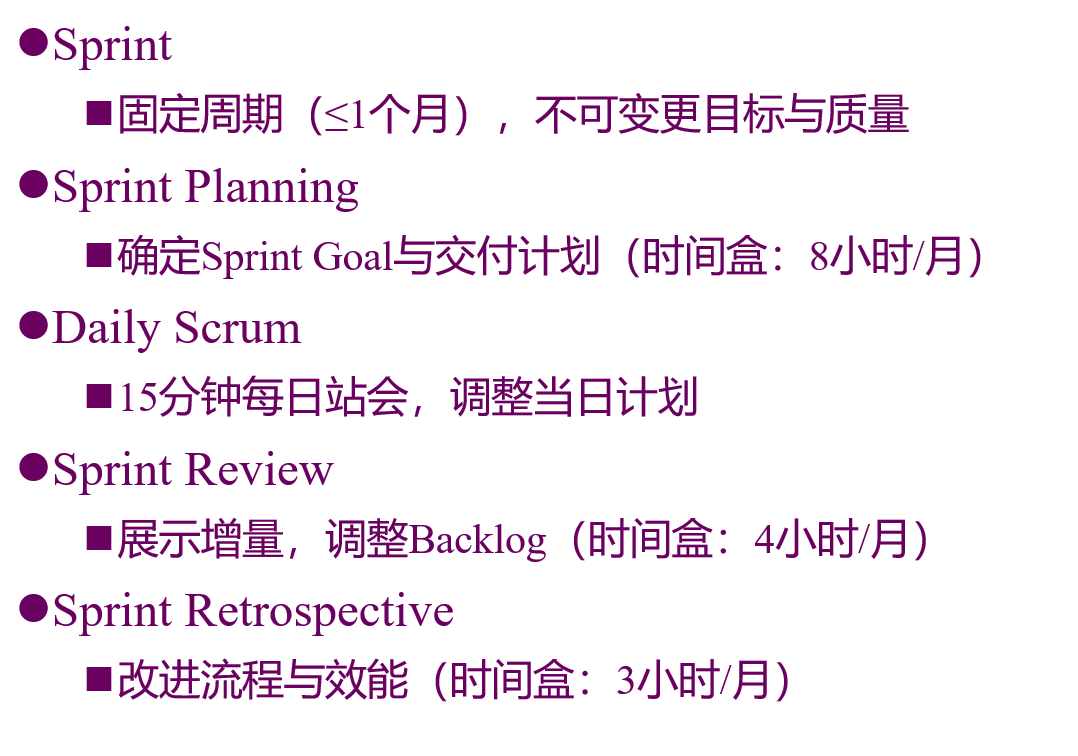 ●Sprint
■固定周期（≤1个月），不可变更目标与质量
●Sprint Planning
■确定Sprint Goal与交付计划（时间盒：8小时/月）
●Daily Scrum
■15分钟每日站会，调整当日计划
●Sprint Review
■展示增量，调整Backlog（时间盒：4小时/月）
●Sprint Retrospective
■改进流程与效能（时间盒：3小时/月）